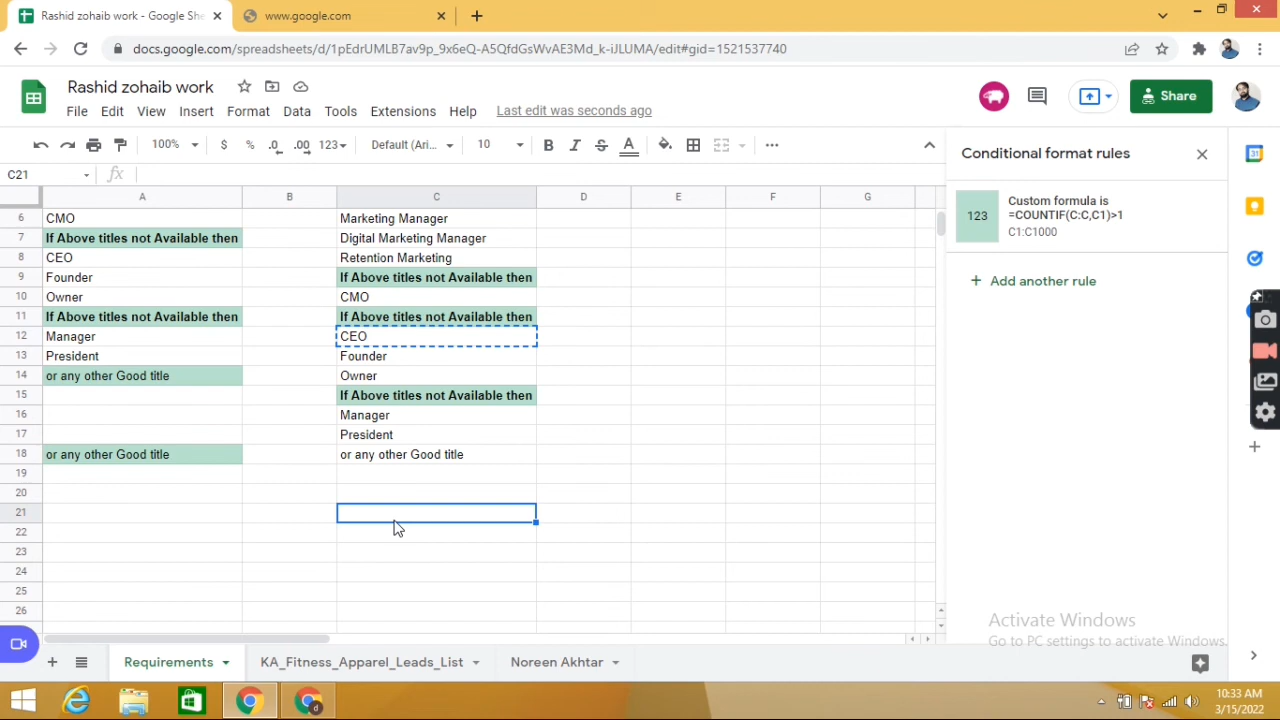 Rashid zohaib work - Google She
www.google.com
docs.google.com/spreadsheets/d/1pEdrUMLB7av9p_9x6eQ-A5QfdGsWvAE3Md_k-iJLUMA/edit#gid=1521537740
Rashid zohaib work
File Edit View Insert Format Data Tools Extensions Help Last edit was seconds ago
Share
100% $ % .0 .00 123 Default (Ari... 10
C21 fx
Conditional format rules
A B C D E F G
123
Custom formula is
=COUNTIF(C:C,C1)>1
C1:C1000
+ Add another rule
6 CMO Marketing Manager
7 If Above titles not Available then Digital Marketing Manager
8 CEO Retention Marketing
9 Founder If Above titles not Available then
10 Owner CMO
11 If Above titles not Available then If Above titles not Available then
12 Manager CEO
13 President Founder
14 or any other Good title Owner
15 If Above titles not Available then
16 Manager
17 President
18 or any other Good title or any other Good title
19
20
21
22
23
24
25
26
Activate Windows
Go to PC settings to activate Windows.
Requirements KA_Fitness_Apparel_Leads_List Noreen Akhtar
10:33 AM
3/15/2022